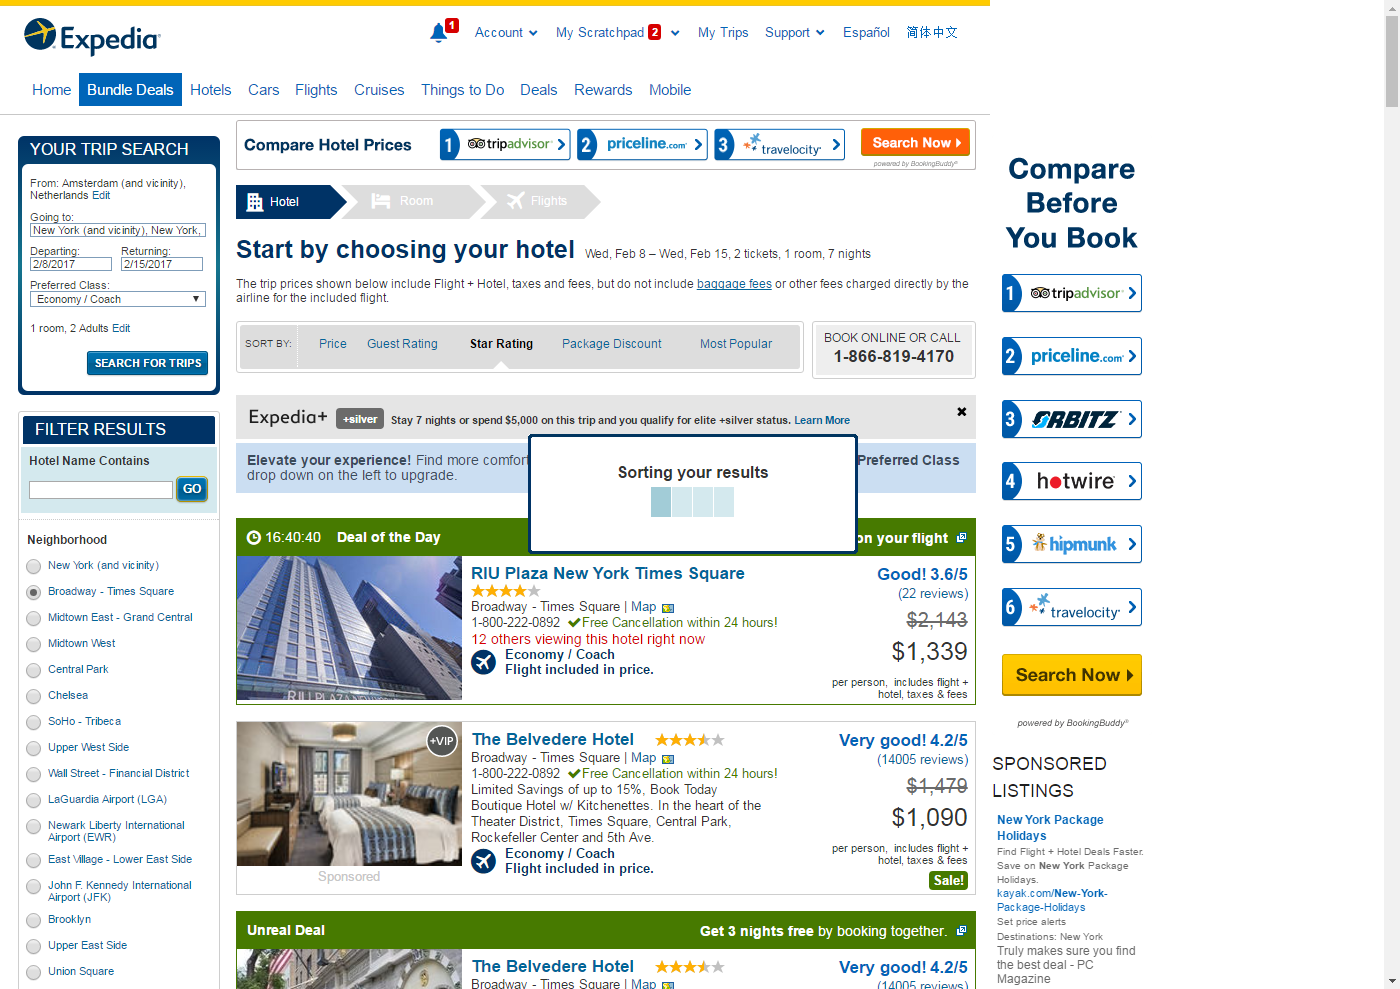 Expedia
1
Account
My Scratchpad 2
My Trips
Support
Español
简体中文
Home
Bundle Deals
Hotels
Cars
Flights
Cruises
Things to Do
Deals
Rewards
Mobile
YOUR TRIP SEARCH
From: Amsterdam (and vicinity),
Netherlands Edit
Going to:
New York (and vicinity), New York,
Departing:
Returning:
2/8/2017
2/15/2017
Preferred Class:
Economy / Coach
1 room, 2 Adults Edit
SEARCH FOR TRIPS
FILTER RESULTS
Hotel Name Contains
GO
Neighborhood
New York (and vicinity)
Broadway - Times Square
Midtown East - Grand Central
Midtown West
Central Park
Chelsea
SoHo - Tribeca
Upper West Side
Wall Street - Financial District
LaGuardia Airport (LGA)
Newark Liberty International
Airport (EWR)
East Village - Lower East Side
John F. Kennedy International
Airport (JFK)
Brooklyn
Upper East Side
Union Square
Compare Hotel Prices
1 tripadvisor
2 priceline.com
3 travelocity
Search Now
powered by BookingBuddy
Hotel
Room
Flights
Start by choosing your hotel Wed, Feb 8 – Wed, Feb 15, 2 tickets, 1 room, 7 nights
The trip prices shown below include Flight + Hotel, taxes and fees, but do not include baggage fees or other fees charged directly by the
airline for the included flight.
SORT BY:
Price
Guest Rating
Star Rating
Package Discount
Most Popular
BOOK ONLINE OR CALL
1-866-819-4170
Expedia+ +silver Stay 7 nights or spend $5,000 on this trip and you qualify for elite +silver status. Learn More
Elevate your experience! Find more comfor
Preferred Class
drop down on the left to upgrade.
Sorting your results
16:40:40 Deal of the Day
on your flight
RIU PLAZA NEW YORK
RIU Plaza New York Times Square
Broadway - Times Square | Map
1-800-222-0892 Free Cancellation within 24 hours!
12 others viewing this hotel right now
Economy / Coach
Flight included in price.
Good! 3.6/5
(22 reviews)
$2,143
$1,339
per person, includes flight +
hotel, taxes & fees
+VIP
Sponsored
The Belvedere Hotel
Broadway - Times Square | Map
1-800-222-0892 Free Cancellation within 24 hours!
Limited Savings of up to 15%, Book Today
Boutique Hotel w/ Kitchenettes. In the heart of the
Theater District, Times Square, Central Park,
Rockefeller Center and 5th Ave.
Economy / Coach
Flight included in price.
Very good! 4.2/5
(14005 reviews)
$1,479
$1,090
per person, includes flight +
hotel, taxes & fees
Sale!
Unreal Deal
Get 3 nights free by booking together.
The Belvedere Hotel
Broadway - Times Square | Map
Very good! 4.2/5
(14005 reviews)
Compare
Before
You Book
1 tripadvisor
2 priceline.com
3 ORBITZ
4 hotwire
5 hipmunk
6 travelocity
Search Now
powered by BookingBuddy
SPONSORED
LISTINGS
New York Package
Holidays
Find Flight + Hotel Deals Faster.
Save on New York Package
Holidays.
kayak.com/New-York-
Package-Holidays
Set price alerts
Destinations: New York
Truly makes sure you find
the best deal - PC
Magazine